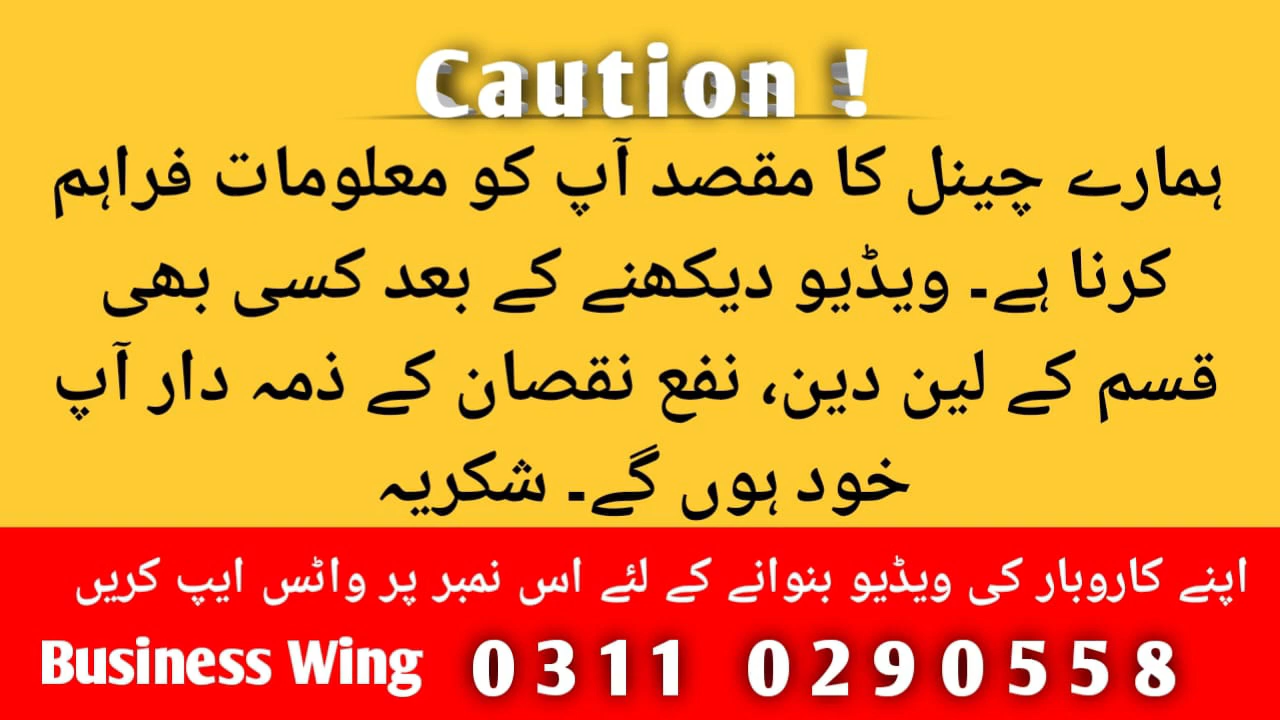 Caution !
ہمارے چینل کا مقصد آپ کو معلومات فراہم
کرنا ہے۔ ویڈیو دیکھنے کے بعد کسی بھی
قسم کے لین دین، نفع نقصان کے ذمہ دار آپ
خود ہوں گے۔ شکریہ
اپنے کاروبار کی ویڈیو بنوانے کے لئے اس نمبر پر واٹس ایپ کریں
Business Wing 0311 0290558